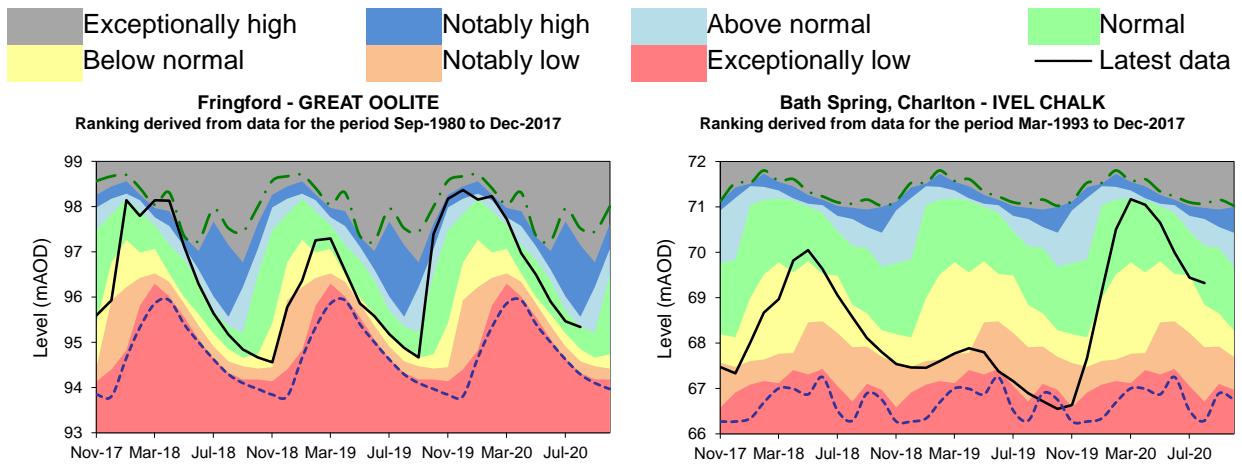 Exceptionally high
Notably high
Above normal
Normal
Below normal
Notably low
Exceptionally low
Latest data
Fringford - GREAT OOLITE
Ranking derived from data for the period Sep-1980 to Dec-2017
Level (mAOD)
99
98
97
96
95
94
93
Nov-17 Mar-18 Jul-18 Nov-18 Mar-19 Jul-19 Nov-19 Mar-20 Jul-20
Bath Spring, Charlton - IVEL CHALK
Ranking derived from data for the period Mar-1993 to Dec-2017
Level (mAOD)
72
71
70
69
68
67
66
Nov-17 Mar-18 Jul-18 Nov-18 Mar-19 Jul-19 Nov-19 Mar-20 Jul-20